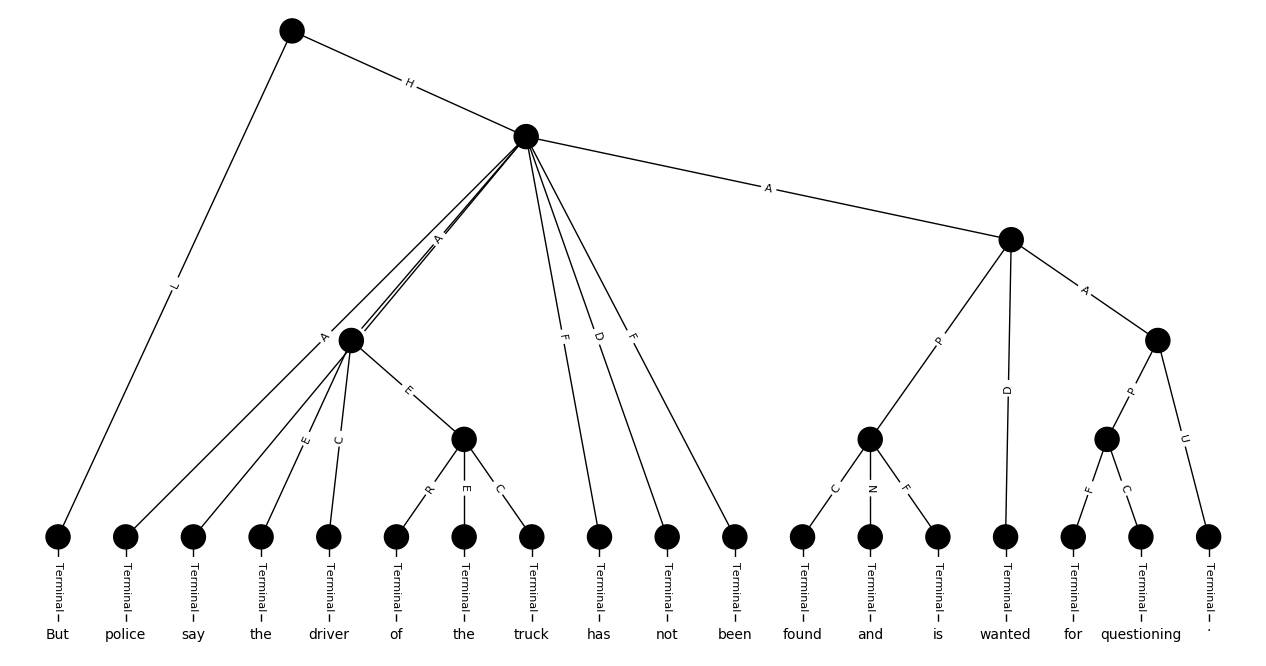 H
A
L
A
A
A
F
D
F
P
E
P
D
E
C
R
E
C
C
N
F
F
C
U
Terminal Terminal Terminal Terminal Terminal Terminal Terminal Terminal Terminal Terminal Terminal Terminal Terminal Terminal Terminal Terminal Terminal Terminal
But police say the driver of the truck has not been found and is wanted for questioning .